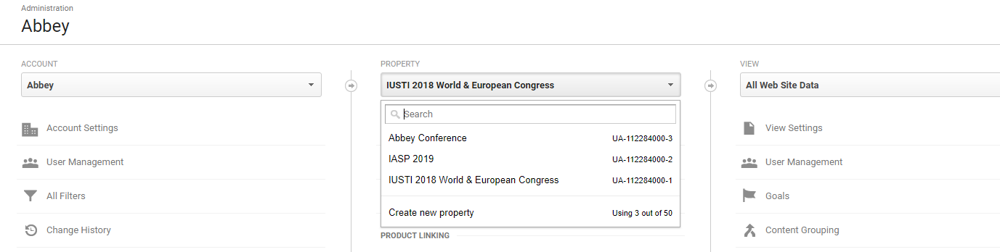 Administration
Abbey
ACCOUNT
Abbey
Account Settings
User Management
All Filters
Change History
PROPERTY
IUSTI 2018 World & European Congress
Search
Abbey Conference UA-112284000-3
IASP 2019 UA-112284000-2
IUSTI 2018 World & European Congress UA-112284000-1
Create new property Using 3 out of 50
PRODUCT LINKING
VIEW
All Web Site Data
View Settings
User Management
Goals
Content Grouping